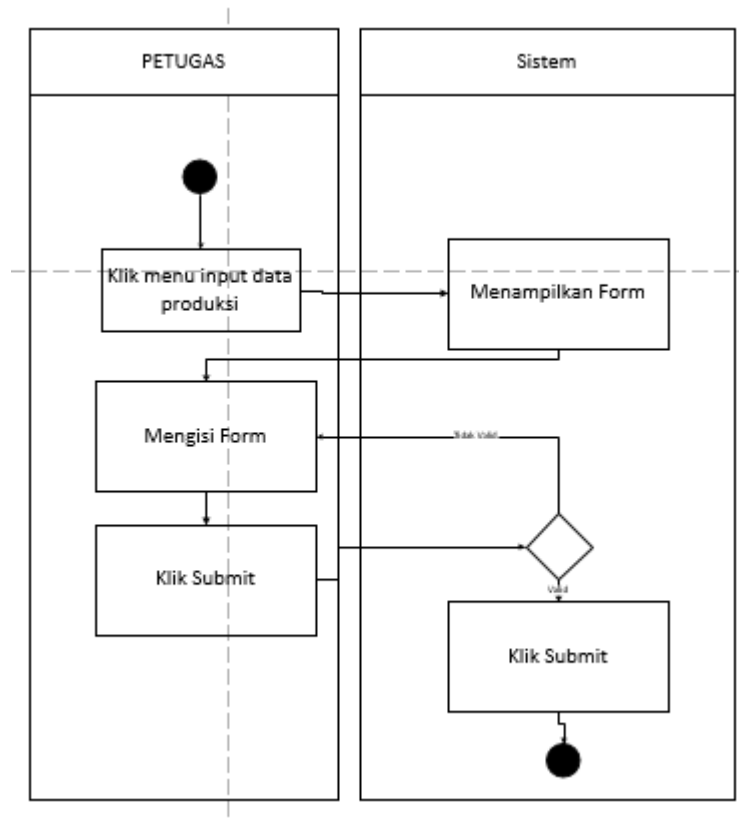 PETUGAS
Sistem
Klik menu input data
produksi
Menampilkan Form
Mengisi Form
Tidak Valid
Klik Submit
Valid
Klik Submit